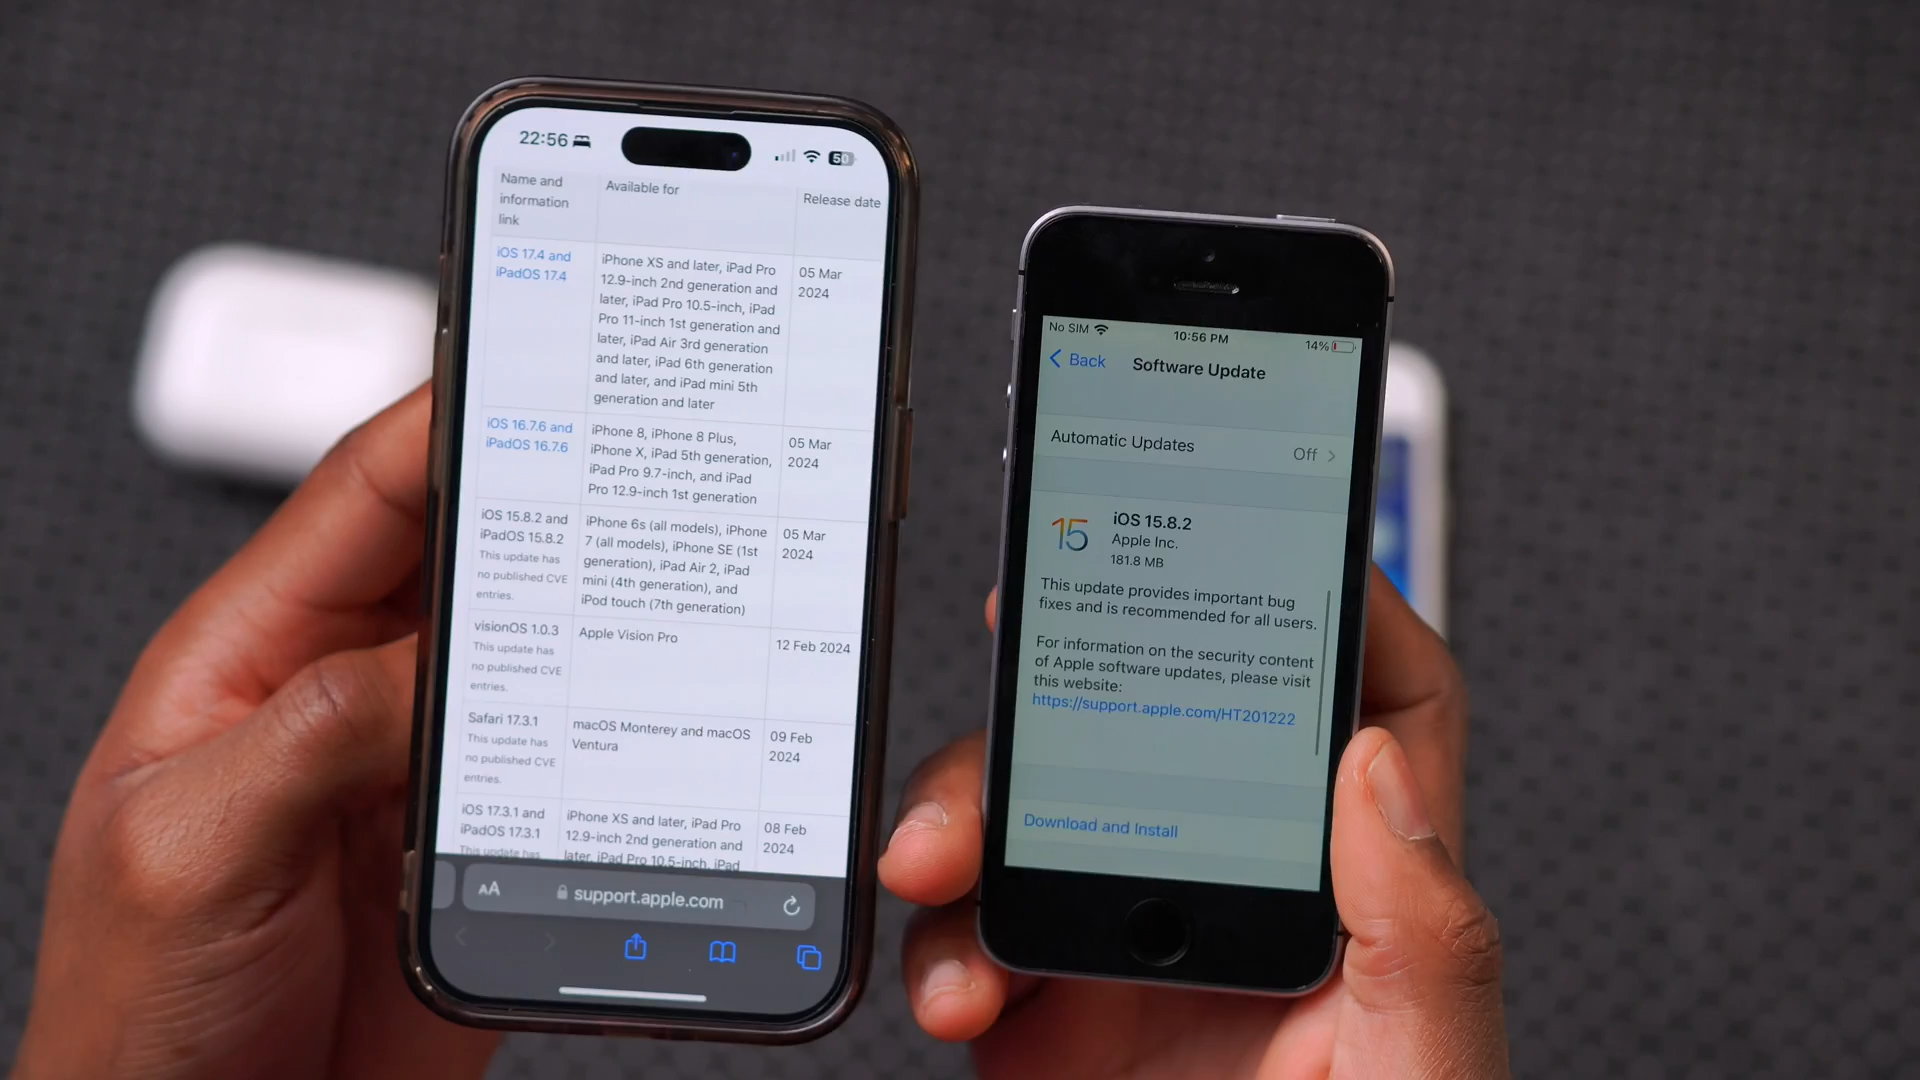 22:56
50
Name and
information
link
Available for
Release date
iOS 17.4 and
iPadOS 17.4
iPhone XS and later, iPad Pro
12.9-inch 2nd generation and
later, iPad Pro 10.5-inch, iPad
Pro 11-inch 1st generation and
later, iPad Air 3rd generation
and later, iPad 6th generation
and later, and iPad mini 5th
generation and later
05 Mar
2024
iOS 16.7.6 and
iPadOS 16.7.6
iPhone 8, iPhone 8 Plus,
iPhone X, iPad 5th generation,
iPad Pro 9.7-inch, and iPad
Pro 12.9-inch 1st generation
05 Mar
2024
iOS 15.8.2 and
iPadOS 15.8.2
This update has
no published CVE
entries.
iPhone 6s (all models), iPhone
7 (all models), iPhone SE (1st
generation), iPad Air 2, iPad
mini (4th generation), and
iPod touch (7th generation)
05 Mar
2024
visionOS 1.0.3
This update has
no published CVE
entries.
Apple Vision Pro
12 Feb 2024
Safari 17.3.1
This update has
no published CVE
entries.
macOS Monterey and macOS
Ventura
09 Feb
2024
iOS 17.3.1 and
iPadOS 17.3.1
This update has
iPhone XS and later, iPad Pro
12.9-inch 2nd generation and
later, iPad Pro 10.5-inch, iPad
08 Feb
2024
AA
support.apple.com
No SIM
10:56 PM
14%
Back
Software Update
Automatic Updates
Off
15
iOS 15.8.2
Apple Inc.
181.8 MB
This update provides important bug
fixes and is recommended for all users.
For information on the security content
of Apple software updates, please visit
this website:
https://support.apple.com/HT201222
Download and Install